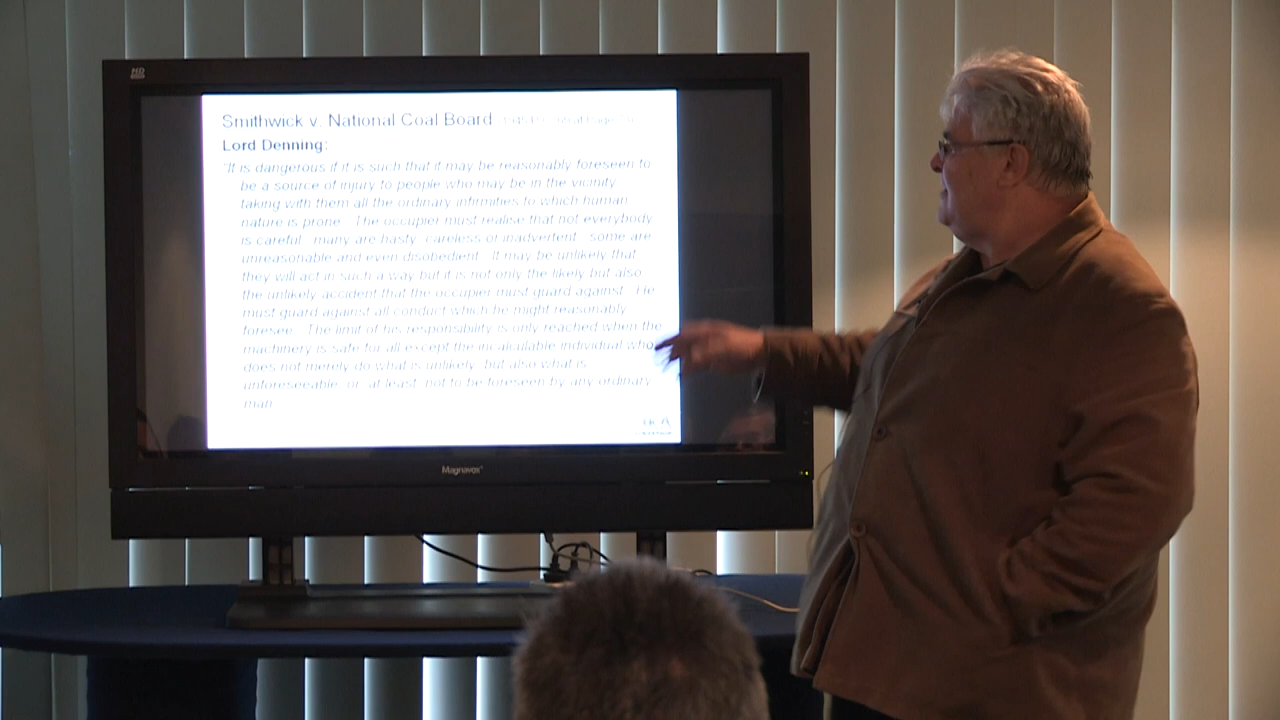 HD
Smithwick v. National Coal Board
Lord Denning:
"It is dangerous if it is such that it may be reasonably foreseen to
be a source of injury to people who may be in the vicinity
taking with them all the ordinary infirmities to which human
nature is prone. The occupier must realise that not everybody
is careful: many are hasty, careless or inadvertent: some are
unreasonable and even disobedient. It may be unlikely that
they will act in such a way but it is not only the likely but also
the unlikely accident that the occupier must guard against. He
must guard against all conduct which he might reasonably
foresee. The limit of his responsibility is only reached when the
machinery is safe for all except the incalculable individual who
does not merely do what is unlikely, but also what is
unforeseeable, or, at least, not to be foreseen by any ordinary
man
Magnavox